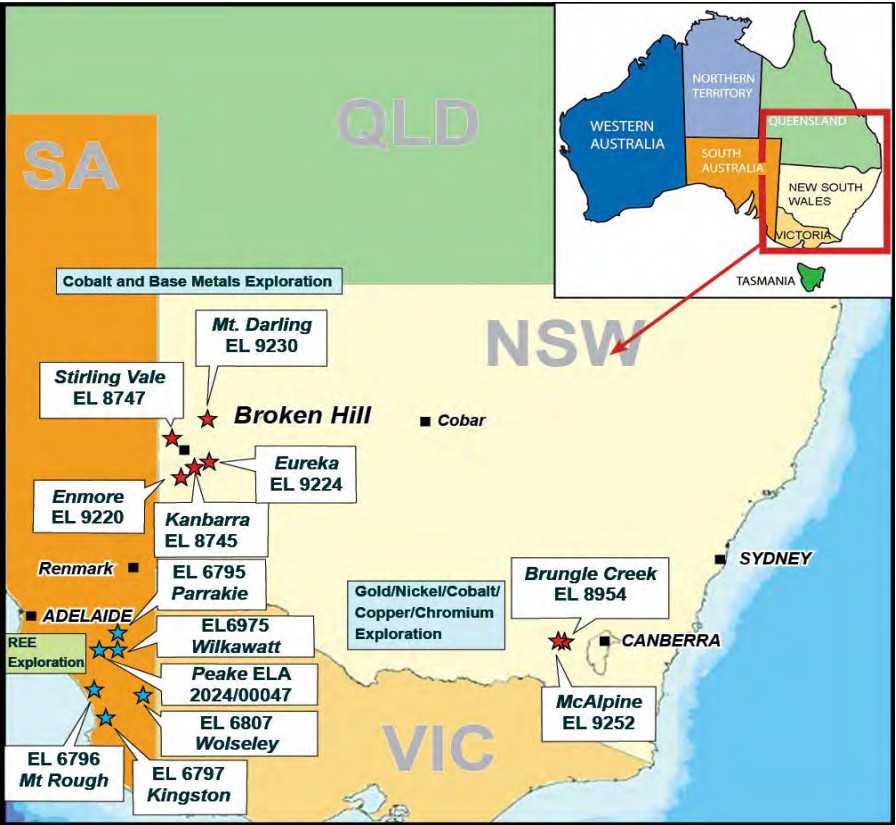 NORTHERN
TERRITORY
QUEENSLAND
WESTERN
AUSTRALIA
SOUTH
AUSTRALIA
NEW SOUTH
WALES
VICTORIA
TASMANIA
QLD
SA
NSW
VIC
Cobalt and Base Metals Exploration
Mt. Darling
EL 9230
Stirling Vale
EL 8747
Broken Hill
Cobar
Eureka
EL 9224
Enmore
EL 9220
Kanbarra
EL 8745
Renmark
EL 6795
Parrakie
ADELAIDE
EL6975
Wilkawatt
REE
Exploration
Peake ELA
2024/00047
EL 6807
Wolseley
EL 6796
Mt Rough
EL 6797
Kingston
Gold/Nickel/Cobalt/
Copper/Chromium
Exploration
Brungle Creek
EL 8954
SYDNEY
CANBERRA
McAlpine
EL 9252